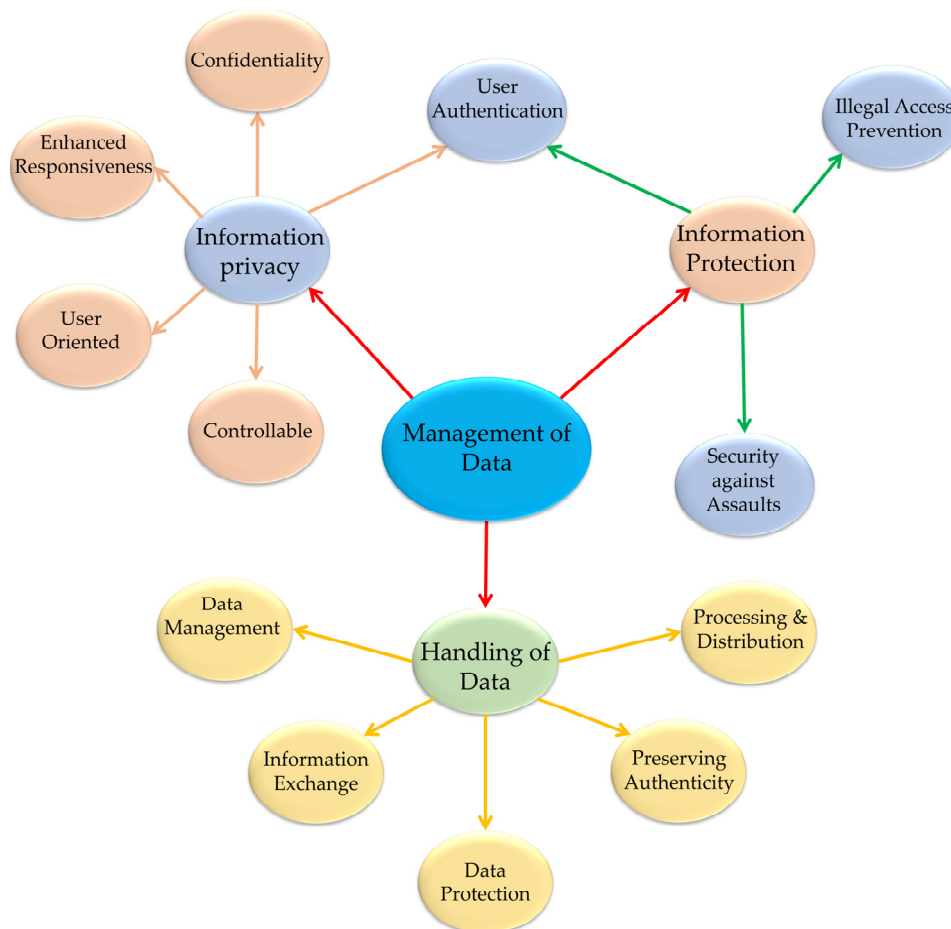 Confidentiality
User
Authentication
Illegal Access
Prevention
Enhanced
Responsiveness
Information
privacy
Information
Protection
User
Oriented
Controllable
Management of
Data
Security
against
Assaults
Data
Management
Processing &
Distribution
Handling of
Data
Information
Exchange
Preserving
Authenticity
Data
Protection